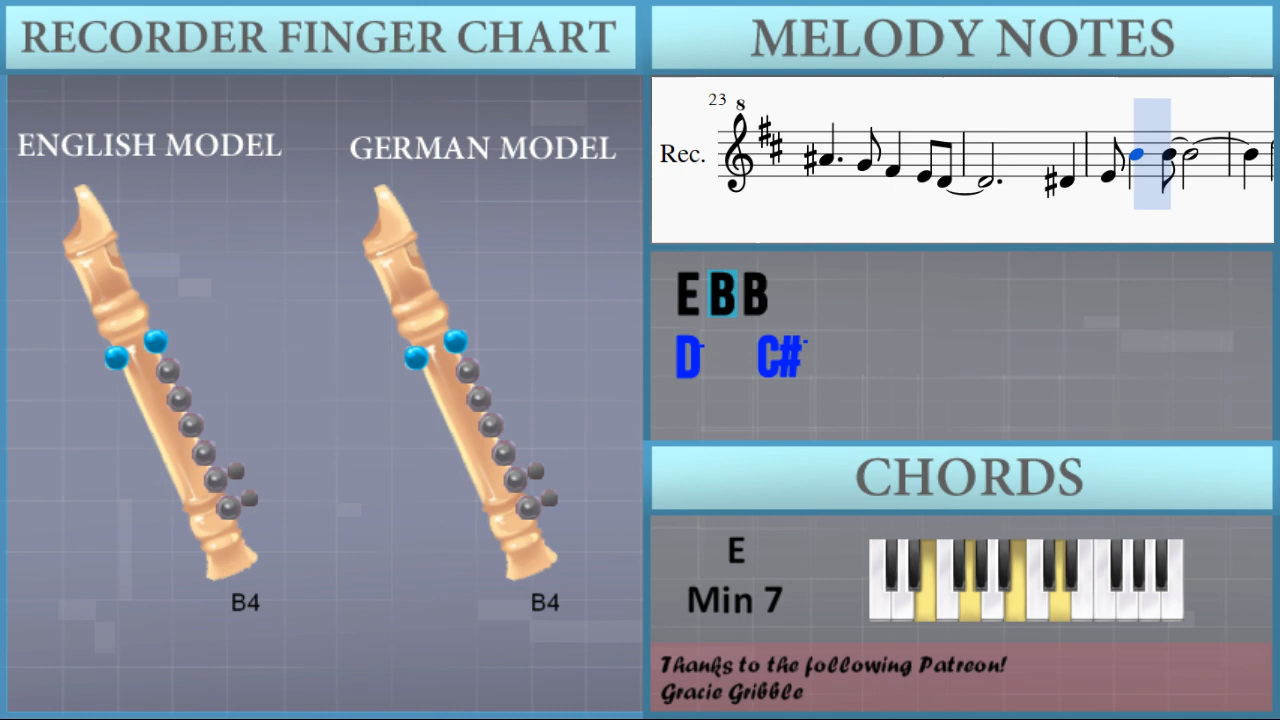 RECORDER FINGER CHART
ENGLISH MODEL
GERMAN MODEL
B4
B4
MELODY NOTES
23
8
Rec.
E B B
D- C#-
CHORDS
E
Min 7
Thanks to the following Patreon!
Gracie Gribble